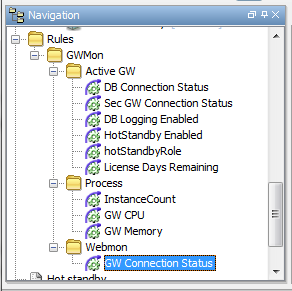 Navigation
Rules
GWMon
Active GW
DB Connection Status
Sec GW Connection Status
DB Logging Enabled
HotStandby Enabled
hotStandbyRole
License Days Remaining
Process
InstanceCount
GW CPU
GW Memory
Webmon
GW Connection Status
Hot standby